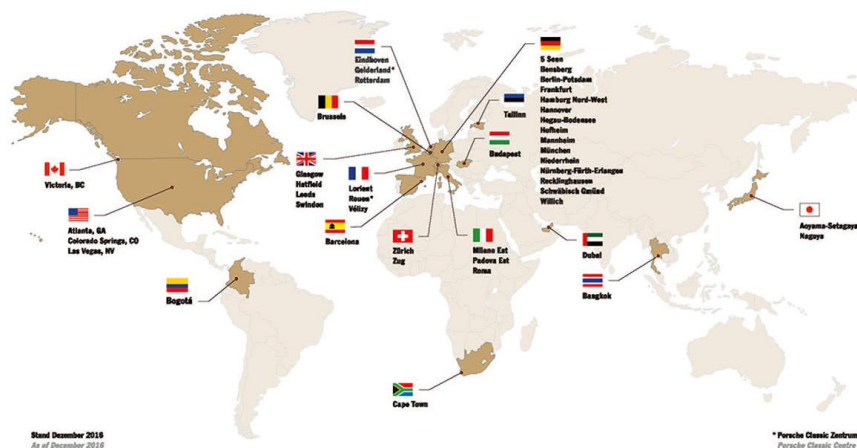 Eindhoven
Gelderland*
Rotterdam
Brussels
Glasgow
Hatfield
Leeds
Swindon
Lorient
Rouen*
Vélizy
Barcelona
Zürich
Zug
Milano Est
Padova Est
Roma
Tallinn
Budapest
5 Seen
Bensberg
Berlin-Potsdam
Frankfurt
Hamburg Nord-West
Hannover
Hegau-Bodensee
Hofheim
Mannheim
München
Niederrhein
Nürnberg-Fürth-Erlangen
Recklinghausen
Schwäbisch Gmünd
Willich
Victoria, BC
Atlanta, GA
Colorado Springs, CO
Las Vegas, NV
Bogotá
Cape Town
Dubai
Bangkok
Aoyama-Setagaya
Nagoya
Stand Dezember 2016
As of December 2016
* Porsche Classic Zentrum
Porsche Classic Centre